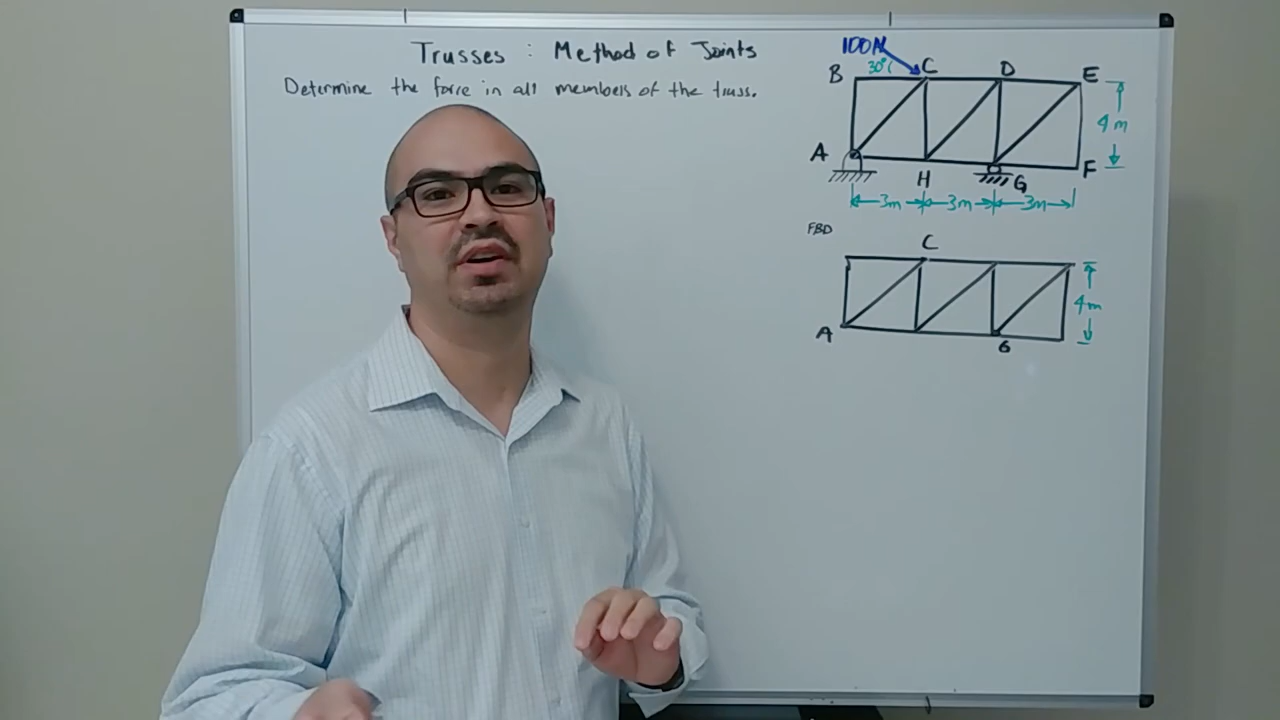 Trusses : Method of Joints
Determine the force in all members of the truss.
100N
30°
B C D E
4m
A H G F
3m 3m 3m
FBD
C
4m
A G